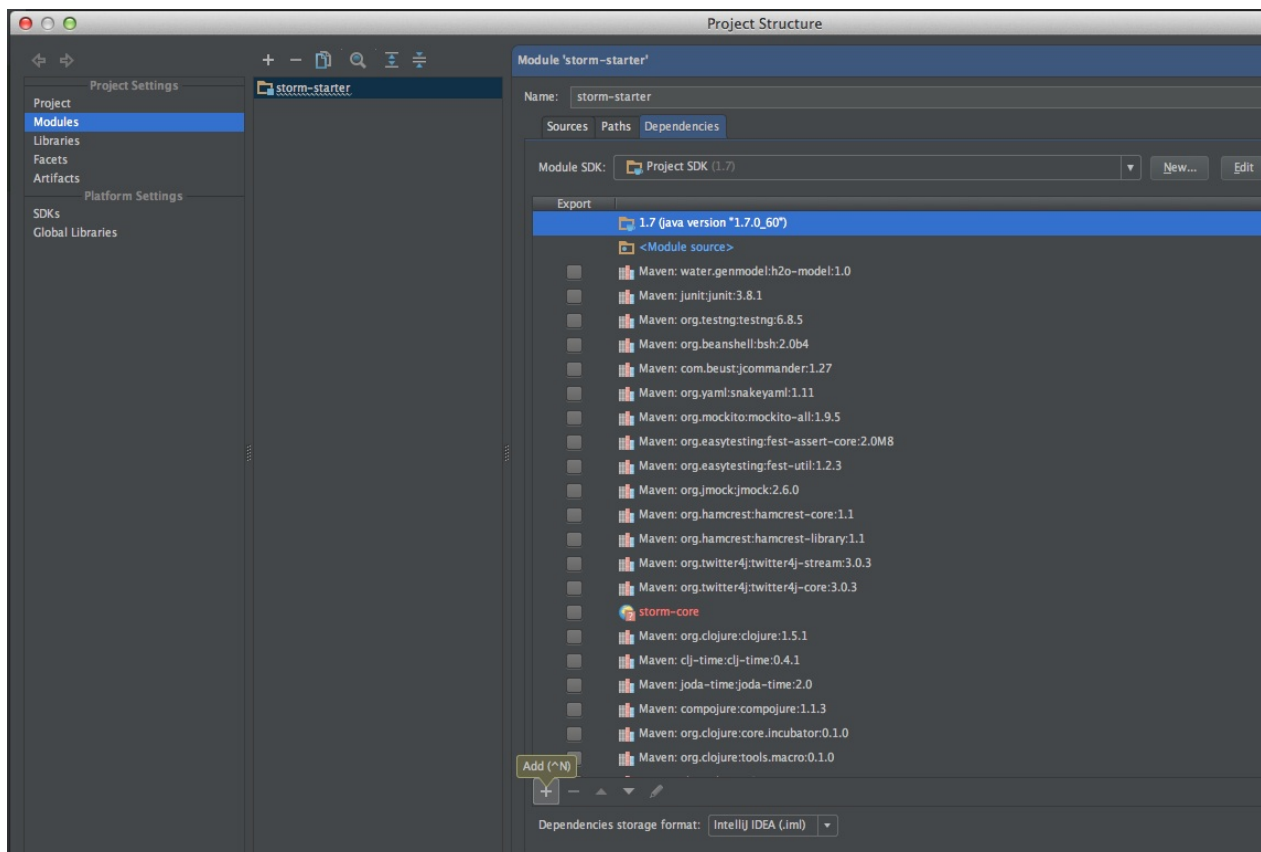 Project Structure
Project Settings
Project
Modules
Libraries
Facets
Artifacts
Platform Settings
SDKs
Global Libraries
storm-starter
Module 'storm-starter'
Name: storm-starter
Sources Paths Dependencies
Module SDK: Project SDK (1.7) New... Edit
Export
1.7 (java version "1.7.0_60")
<Module source>
Maven: water.genmodel:h2o-model:1.0
Maven: junit:junit:3.8.1
Maven: org.testng:testng:6.8.5
Maven: org.beanshell:bsh:2.0b4
Maven: com.beust:jcommander:1.27
Maven: org.yaml:snakeyaml:1.11
Maven: org.mockito:mockito-all:1.9.5
Maven: org.easytesting:fest-assert-core:2.0M8
Maven: org.easytesting:fest-util:1.2.3
Maven: org.jmock:jmock:2.6.0
Maven: org.hamcrest:hamcrest-core:1.1
Maven: org.hamcrest:hamcrest-library:1.1
Maven: org.twitter4j:twitter4j-stream:3.0.3
Maven: org.twitter4j:twitter4j-core:3.0.3
storm-core
Maven: org.clojure:clojure:1.5.1
Maven: clj-time:clj-time:0.4.1
Maven: joda-time:joda-time:2.0
Maven: compojure:compojure:1.1.3
Maven: org.clojure:core.incubator:0.1.0
Maven: org.clojure:tools.macro:0.1.0
Add (^N)
Dependencies storage format: IntelliJ IDEA (.iml)